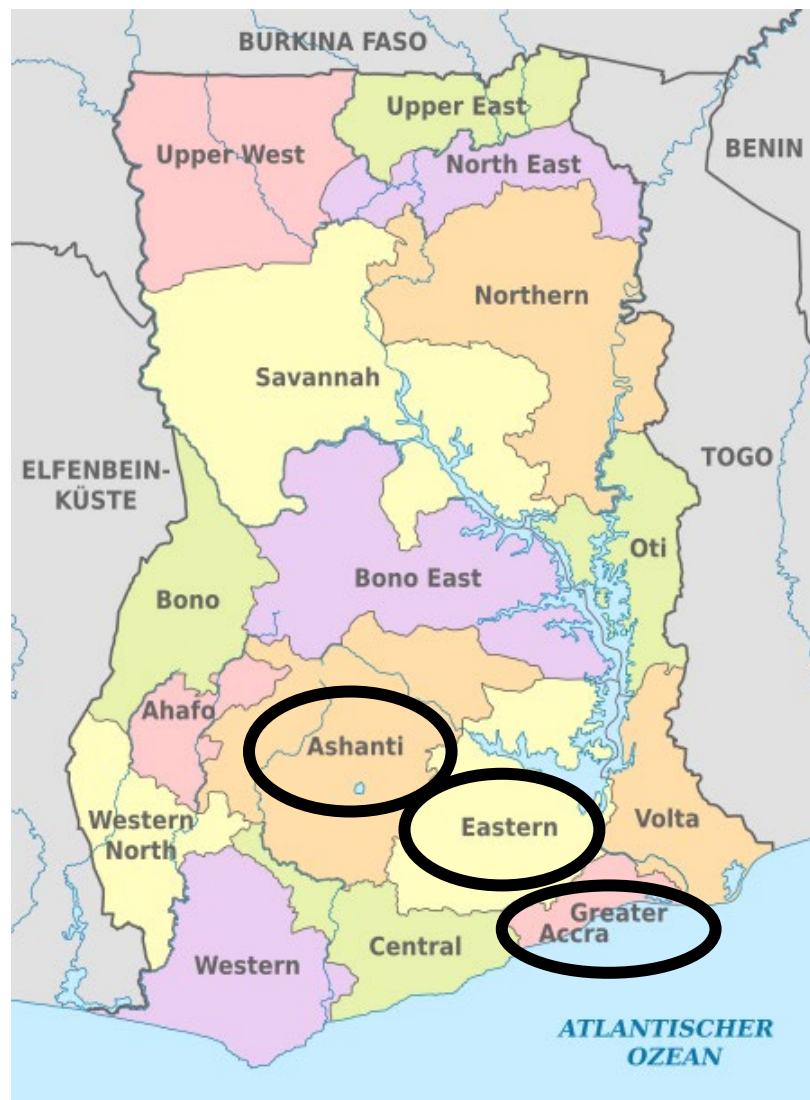 BURKINA FASO
Upper East
Upper West
BENIN
North East
Northern
Savannah
ELFENBEIN-
KÜSTE
TOGO
Oti
Bono East
Bono
Ahafo
Ashanti
Western
North
Eastern
Volta
Greater
Accra
Central
Western
ATLANTISCHER
OZEAN